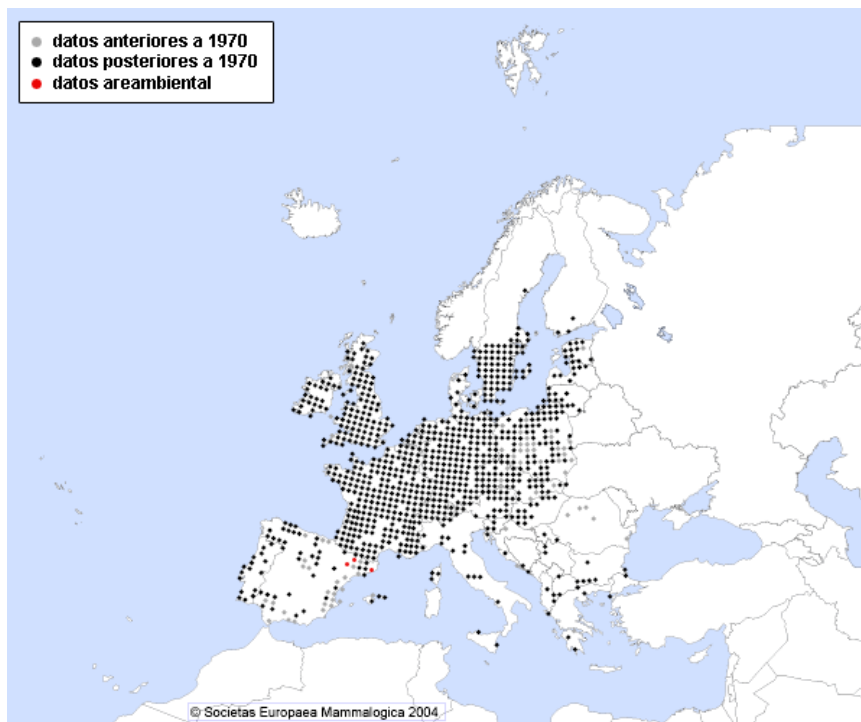 datos anteriores a 1970
datos posteriores a 1970
datos areambiental
© Societas Europaea Mammalogica 2004